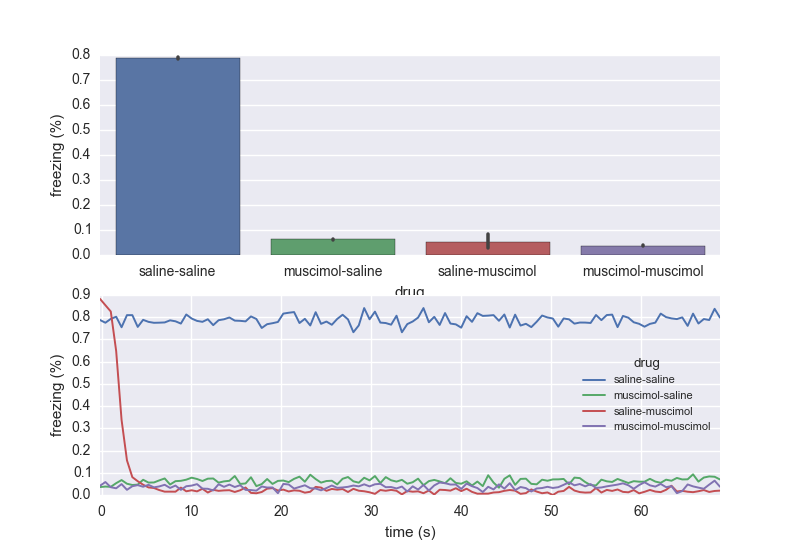 freezing (%)
0.8
0.7
0.6
0.5
0.4
0.3
0.2
0.1
0.0
saline-saline muscimol-saline saline-muscimol muscimol-muscimol
drug
freezing (%)
0.9
0.8
0.7
0.6
0.5
0.4
0.3
0.2
0.1
0.0
drug
saline-saline
muscimol-saline
saline-muscimol
muscimol-muscimol
0 10 20 30 40 50 60
time (s)